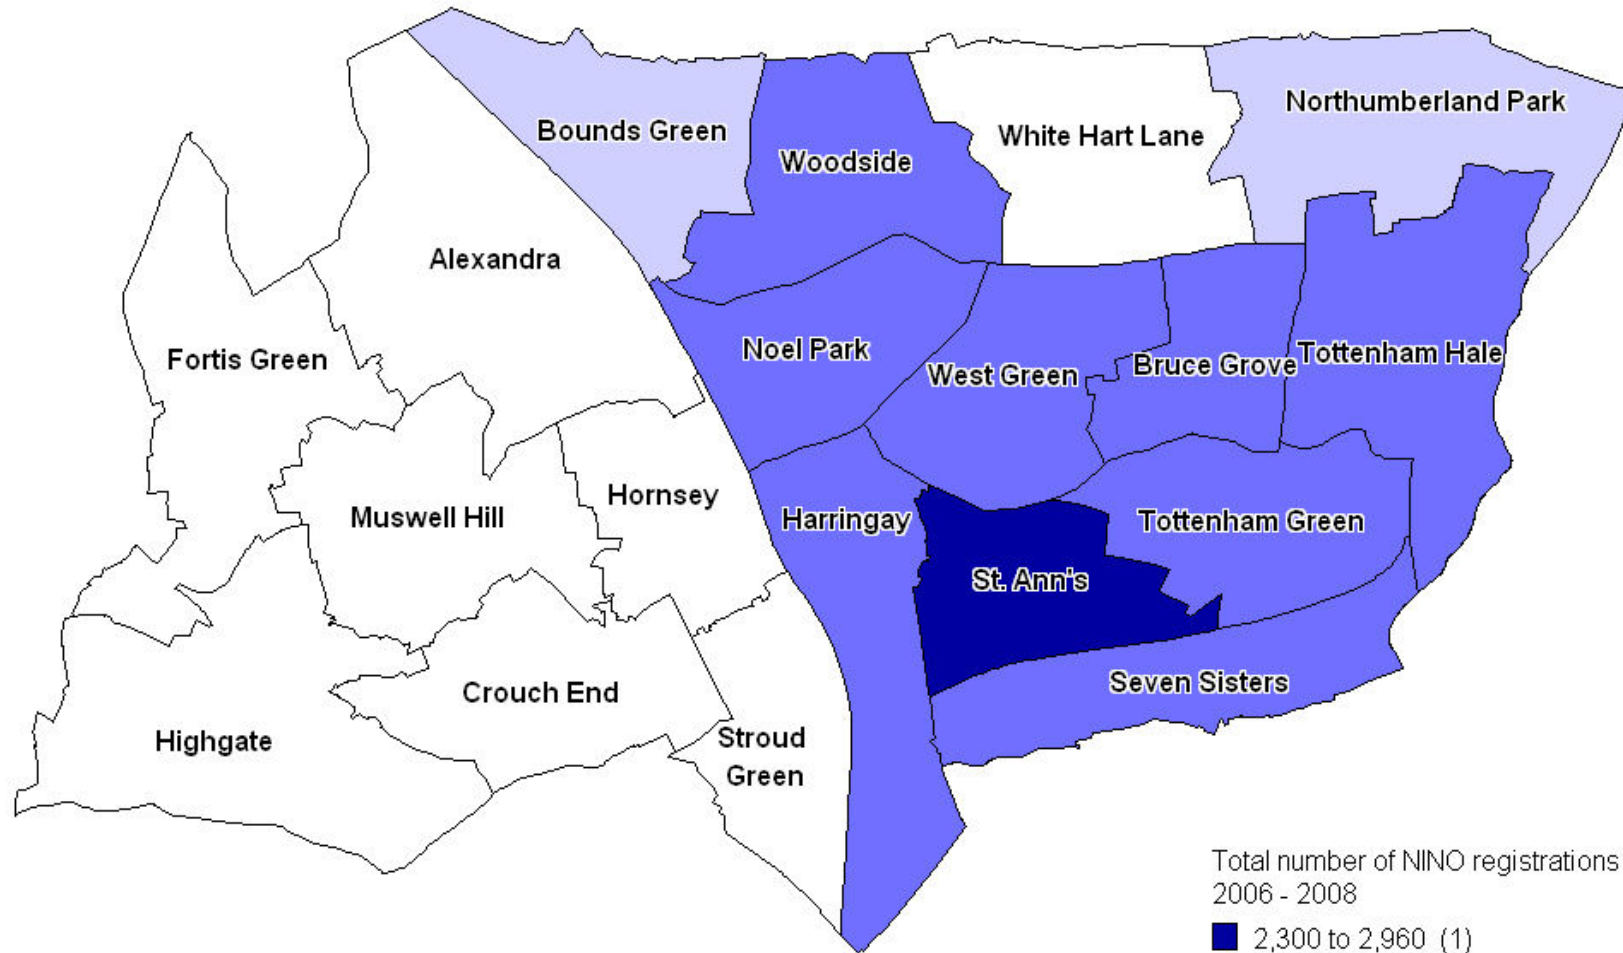 Bounds Green
Northumberland Park
White Hart Lane
Woodside
Alexandra
Fortis Green
Noel Park
West Green
Bruce Grove
Tottenham Hale
Muswell Hill
Hornsey
Harringay
Tottenham Green
St. Ann's
Crouch End
Seven Sisters
Highgate
Stroud
Green
Total number of NINO registrations
2006 - 2008
2,300 to 2,960 (1)